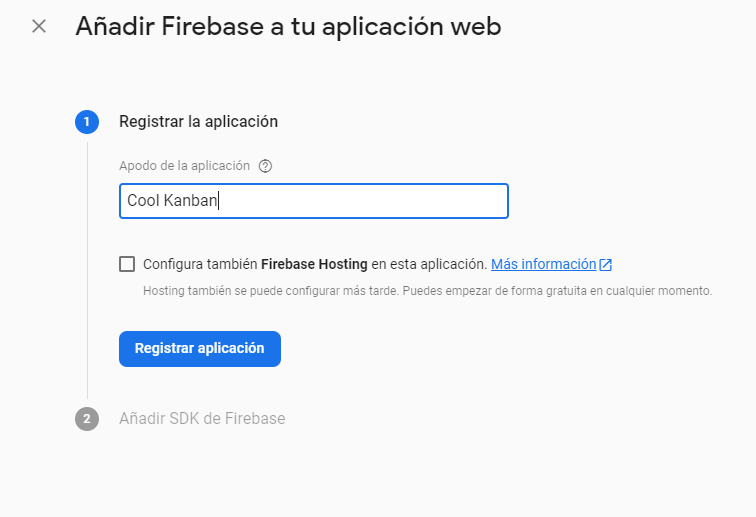 Añadir Firebase a tu aplicación web
1 Registrar la aplicación
Apodo de la aplicación
Cool Kanban
Configura también Firebase Hosting en esta aplicación. Más información
Hosting también se puede configurar más tarde. Puedes empezar de forma gratuita en cualquier momento.
Registrar aplicación
2 Añadir SDK de Firebase